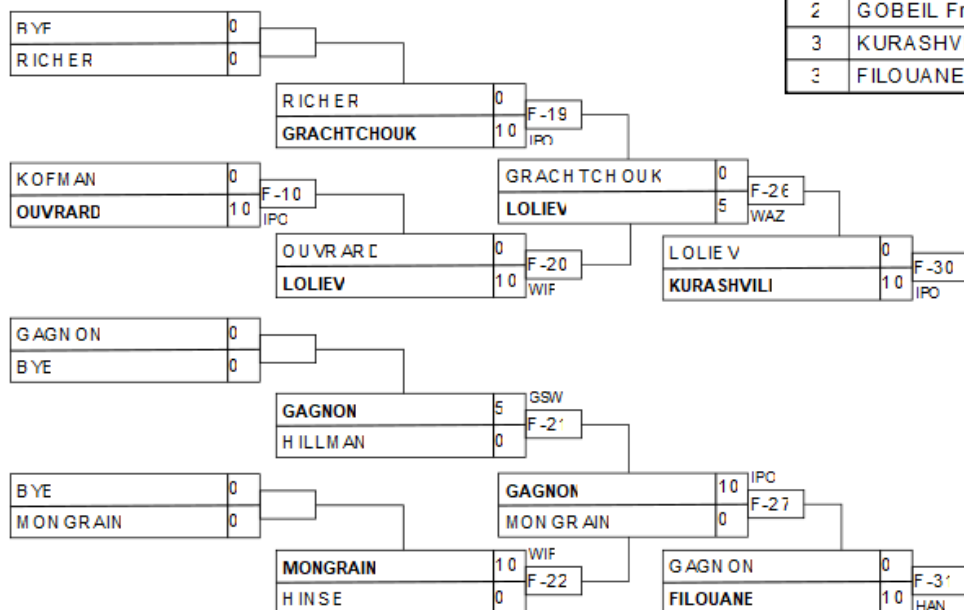 2 GOBEIL Fr
3 KURASHV
3 FILOUANE
BYE 0
RICHER 0
RICHER 0
GRACHTCHOUK 10
F-19
IPO
KOFMAN 0
OUVRARD 10
F-10
IPO
OUVRARD 0
LOLIEV 10
F-20
WIF
GRACHTCHOUK 0
LOLIEV 5
F-26
WAZ
LOLIEV 0
KURASHVILI 10
F-30
IPO
GAGNON 0
BYE 0
GAGNON 5
HILLMAN 0
GSW
F-21
BYE 0
MONGRAIN 0
MONGRAIN 10
HINSE 0
WIF
F-22
GAGNON 10
MONGRAIN 0
IPO
F-27
GAGNON 0
FILOUANE 10
F-31
HAN